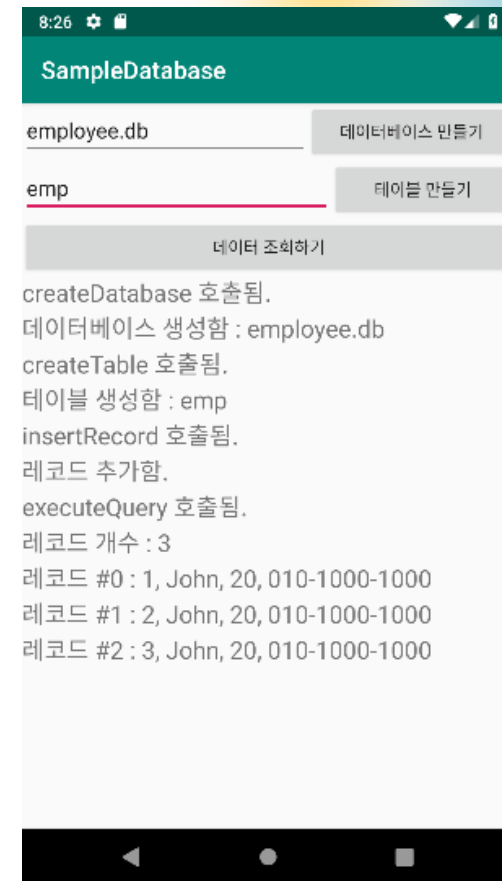 8:26
SampleDatabase
employee.db 데이터베이스 만들기
emp 테이블 만들기
데이터 조회하기
createDatabase 호출됨.
데이터베이스 생성함 : employee.db
createTable 호출됨.
테이블 생성함 : emp
insertRecord 호출됨.
레코드 추가함.
executeQuery 호출됨.
레코드 개수 : 3
레코드 #0 : 1, John, 20, 010-1000-1000
레코드 #1 : 2, John, 20, 010-1000-1000
레코드 #2 : 3, John, 20, 010-1000-1000